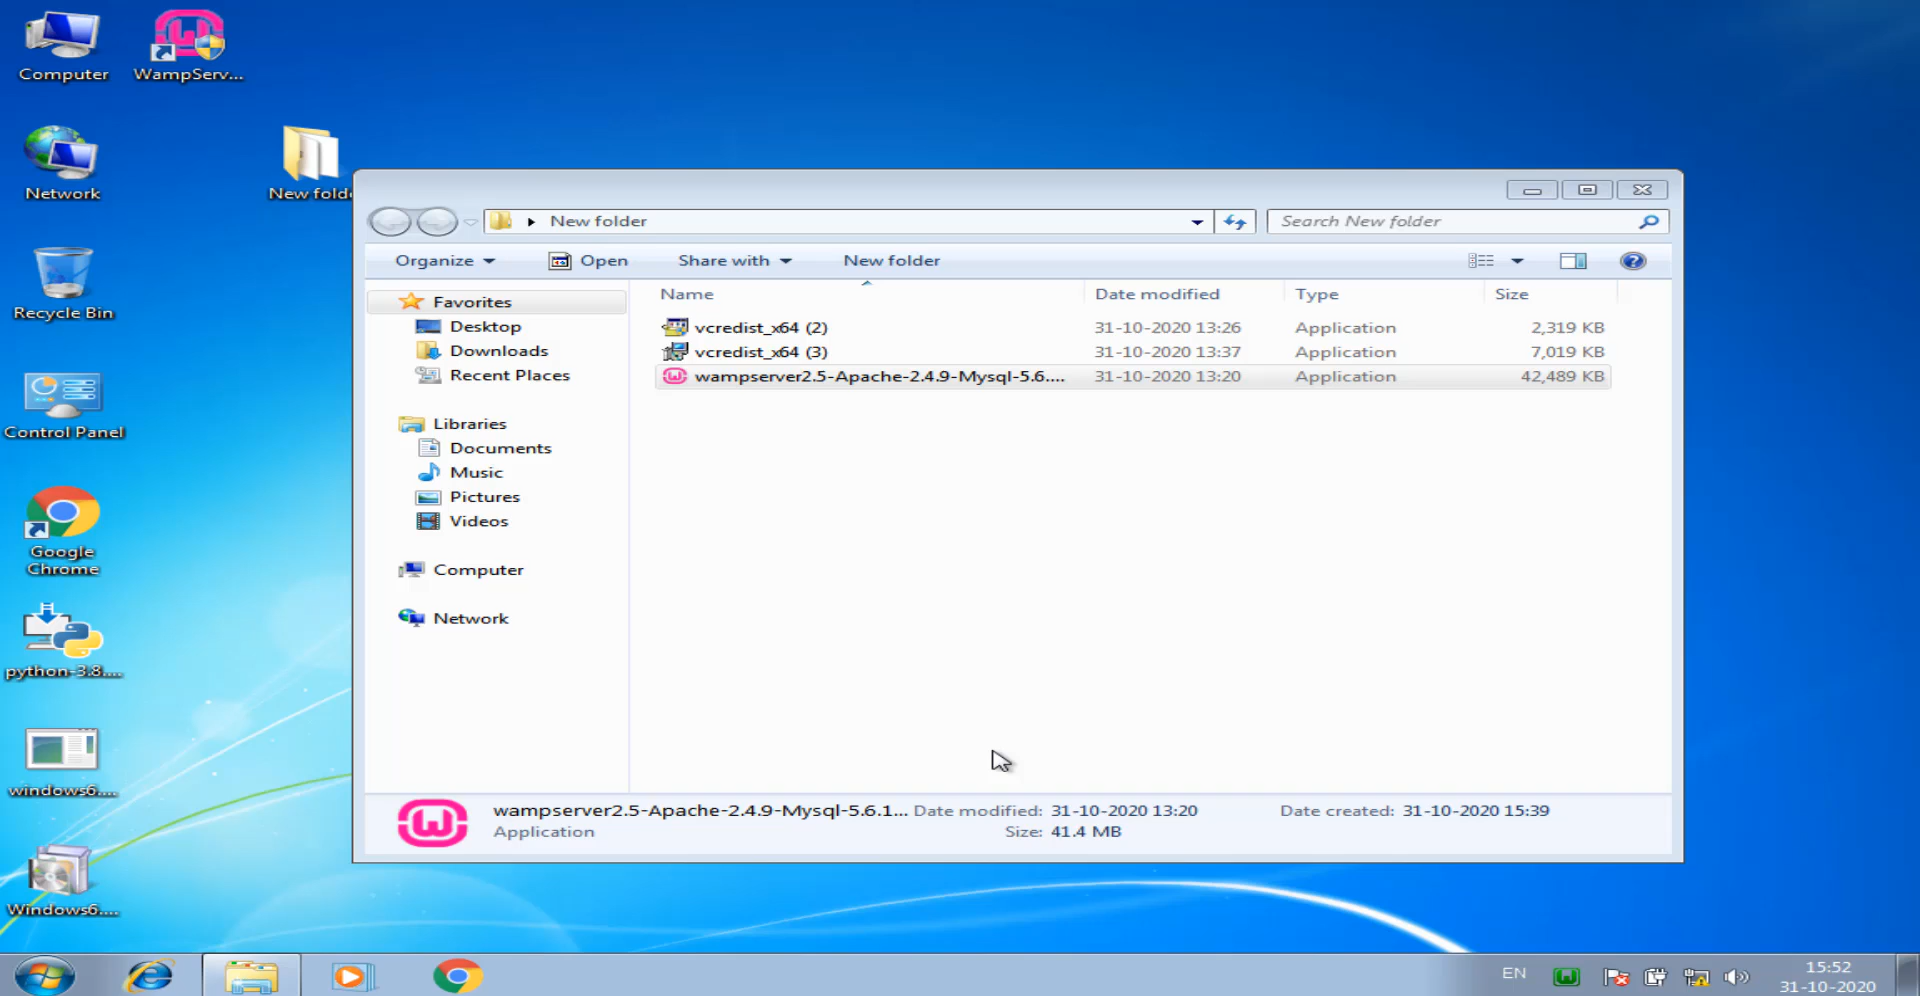 Computer
WampServ...
Network
New folde
Recycle Bin
Control Panel
Google
Chrome
python-3.8....
windows6....
Windows6....
New folder
Search New folder
Organize
Open
Share with
New folder
Favorites
Desktop
Downloads
Recent Places
Libraries
Documents
Music
Pictures
Videos
Computer
Network
Name Date modified Type Size
vcredist_x64 (2) 31-10-2020 13:26 Application 2,319 KB
vcredist_x64 (3) 31-10-2020 13:37 Application 7,019 KB
wampserver2.5-Apache-2.4.9-Mysql-5.6.... 31-10-2020 13:20 Application 42,489 KB
wampserver2.5-Apache-2.4.9-Mysql-5.6.1... Date modified: 31-10-2020 13:20 Date created: 31-10-2020 15:39
Application Size: 41.4 MB
EN
15:52
31-10-2020